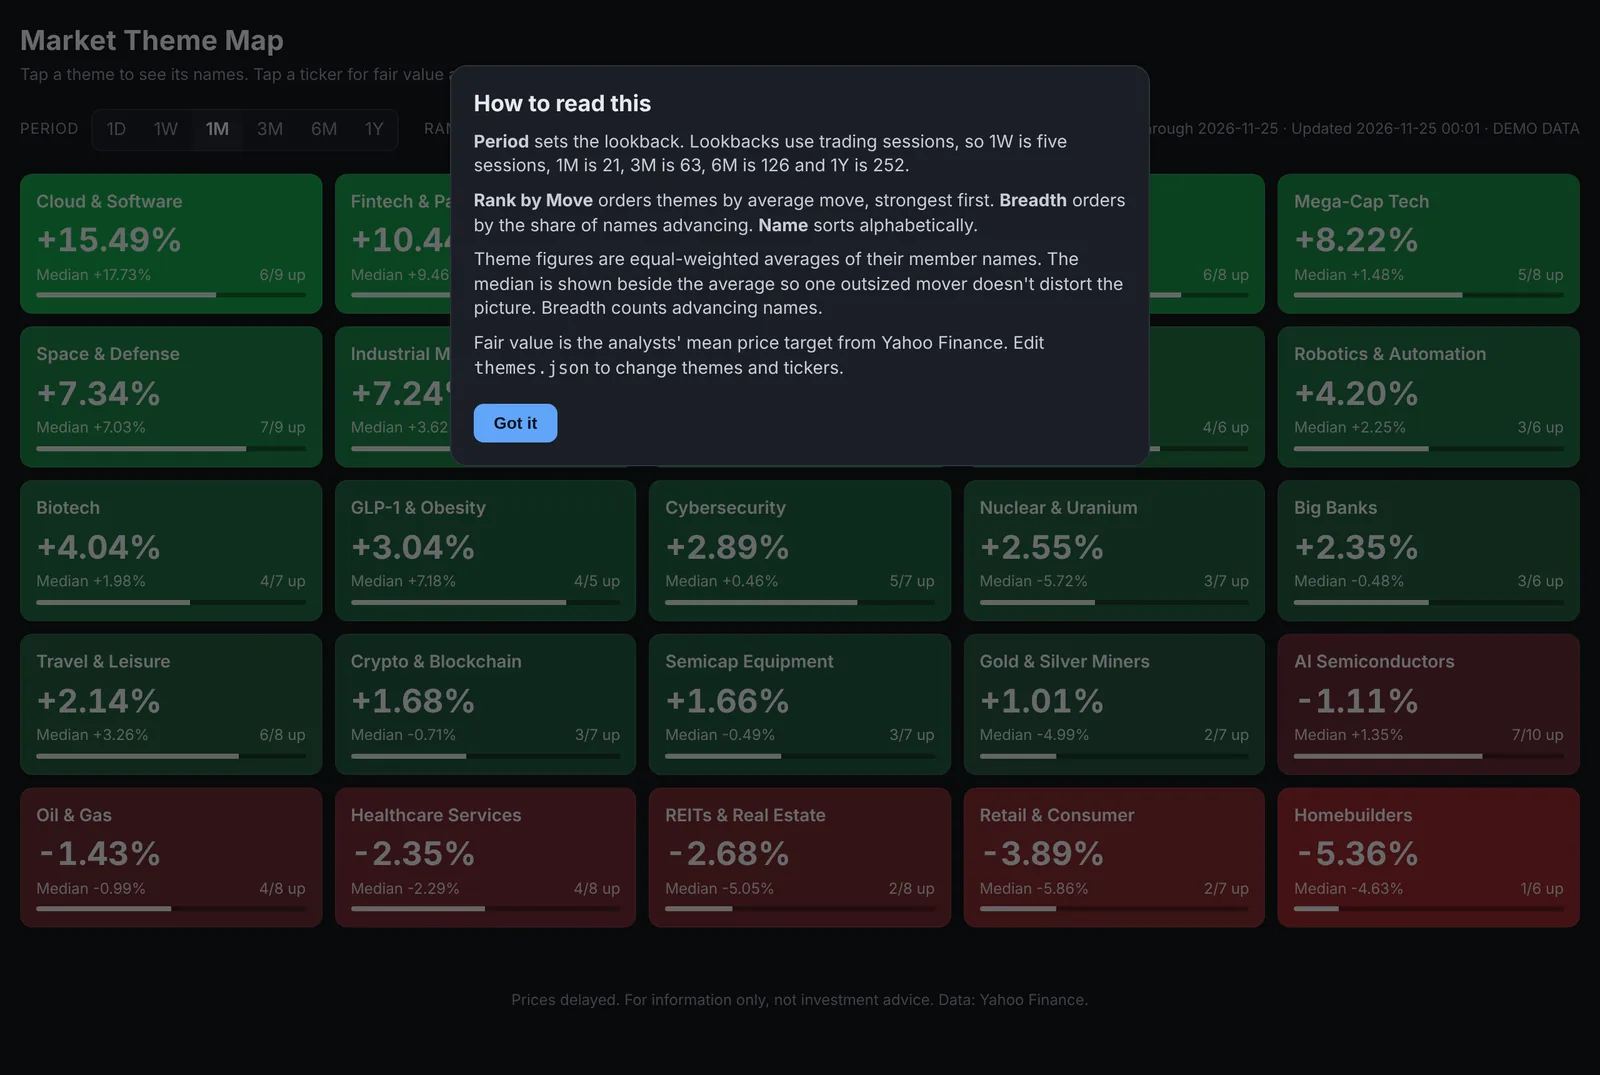 Market Theme Map
Tap a theme to see its names. Tap a ticker for fair value
How to read this
Period sets the lookback. Lookbacks use trading sessions, so 1W is five
sessions, 1M is 21, 3M is 63, 6M is 126 and 1Y is 252.
Rank by Move orders themes by average move, strongest first. Breadth orders
by the share of names advancing. Name sorts alphabetically.
Theme figures are equal-weighted averages of their member names. The
median is shown beside the average so one outsized mover doesn't distort the
picture. Breadth counts advancing names.
Fair value is the analysts' mean price target from Yahoo Finance. Edit
themes.json to change themes and tickers.
Got it
PERIOD 1D 1W 1M 3M 6M 1Y
2026-11-25 · Updated 2026-11-25 00:01 · DEMO DATA
Cloud & Software
+15.49%
Median +17.73% 6/9 up
Fintech &
+10.4
Median +9.46
6/8 up
Mega-Cap Tech
+8.22%
Median +1.48% 5/8 up
Space & Defense
+7.34%
Median +7.03% 7/9 up
Industrial
+7.24
Median +3.62
4/6 up
Robotics & Automation
+4.20%
Median +2.25% 3/6 up
Biotech
+4.04%
Median +1.98% 4/7 up
GLP-1 & Obesity
+3.04%
Median +7.18% 4/5 up
Cybersecurity
+2.89%
Median +0.46% 5/7 up
Nuclear & Uranium
+2.55%
Median -5.72% 3/7 up
Big Banks
+2.35%
Median -0.48% 3/6 up
Travel & Leisure
+2.14%
Median +3.26% 6/8 up
Crypto & Blockchain
+1.68%
Median -0.71% 3/7 up
Semicap Equipment
+1.66%
Median -0.49% 3/7 up
Gold & Silver Miners
+1.01%
Median -4.99% 2/7 up
AI Semiconductors
-1.11%
Median +1.35% 7/10 up
Oil & Gas
-1.43%
Median -0.99% 4/8 up
Healthcare Services
-2.35%
Median -2.29% 4/8 up
REITs & Real Estate
-2.68%
Median -5.05% 2/8 up
Retail & Consumer
-3.89%
Median -5.86% 2/7 up
Homebuilders
-5.36%
Median -4.63% 1/6 up
Prices delayed. For information only, not investment advice. Data: Yahoo Finance.